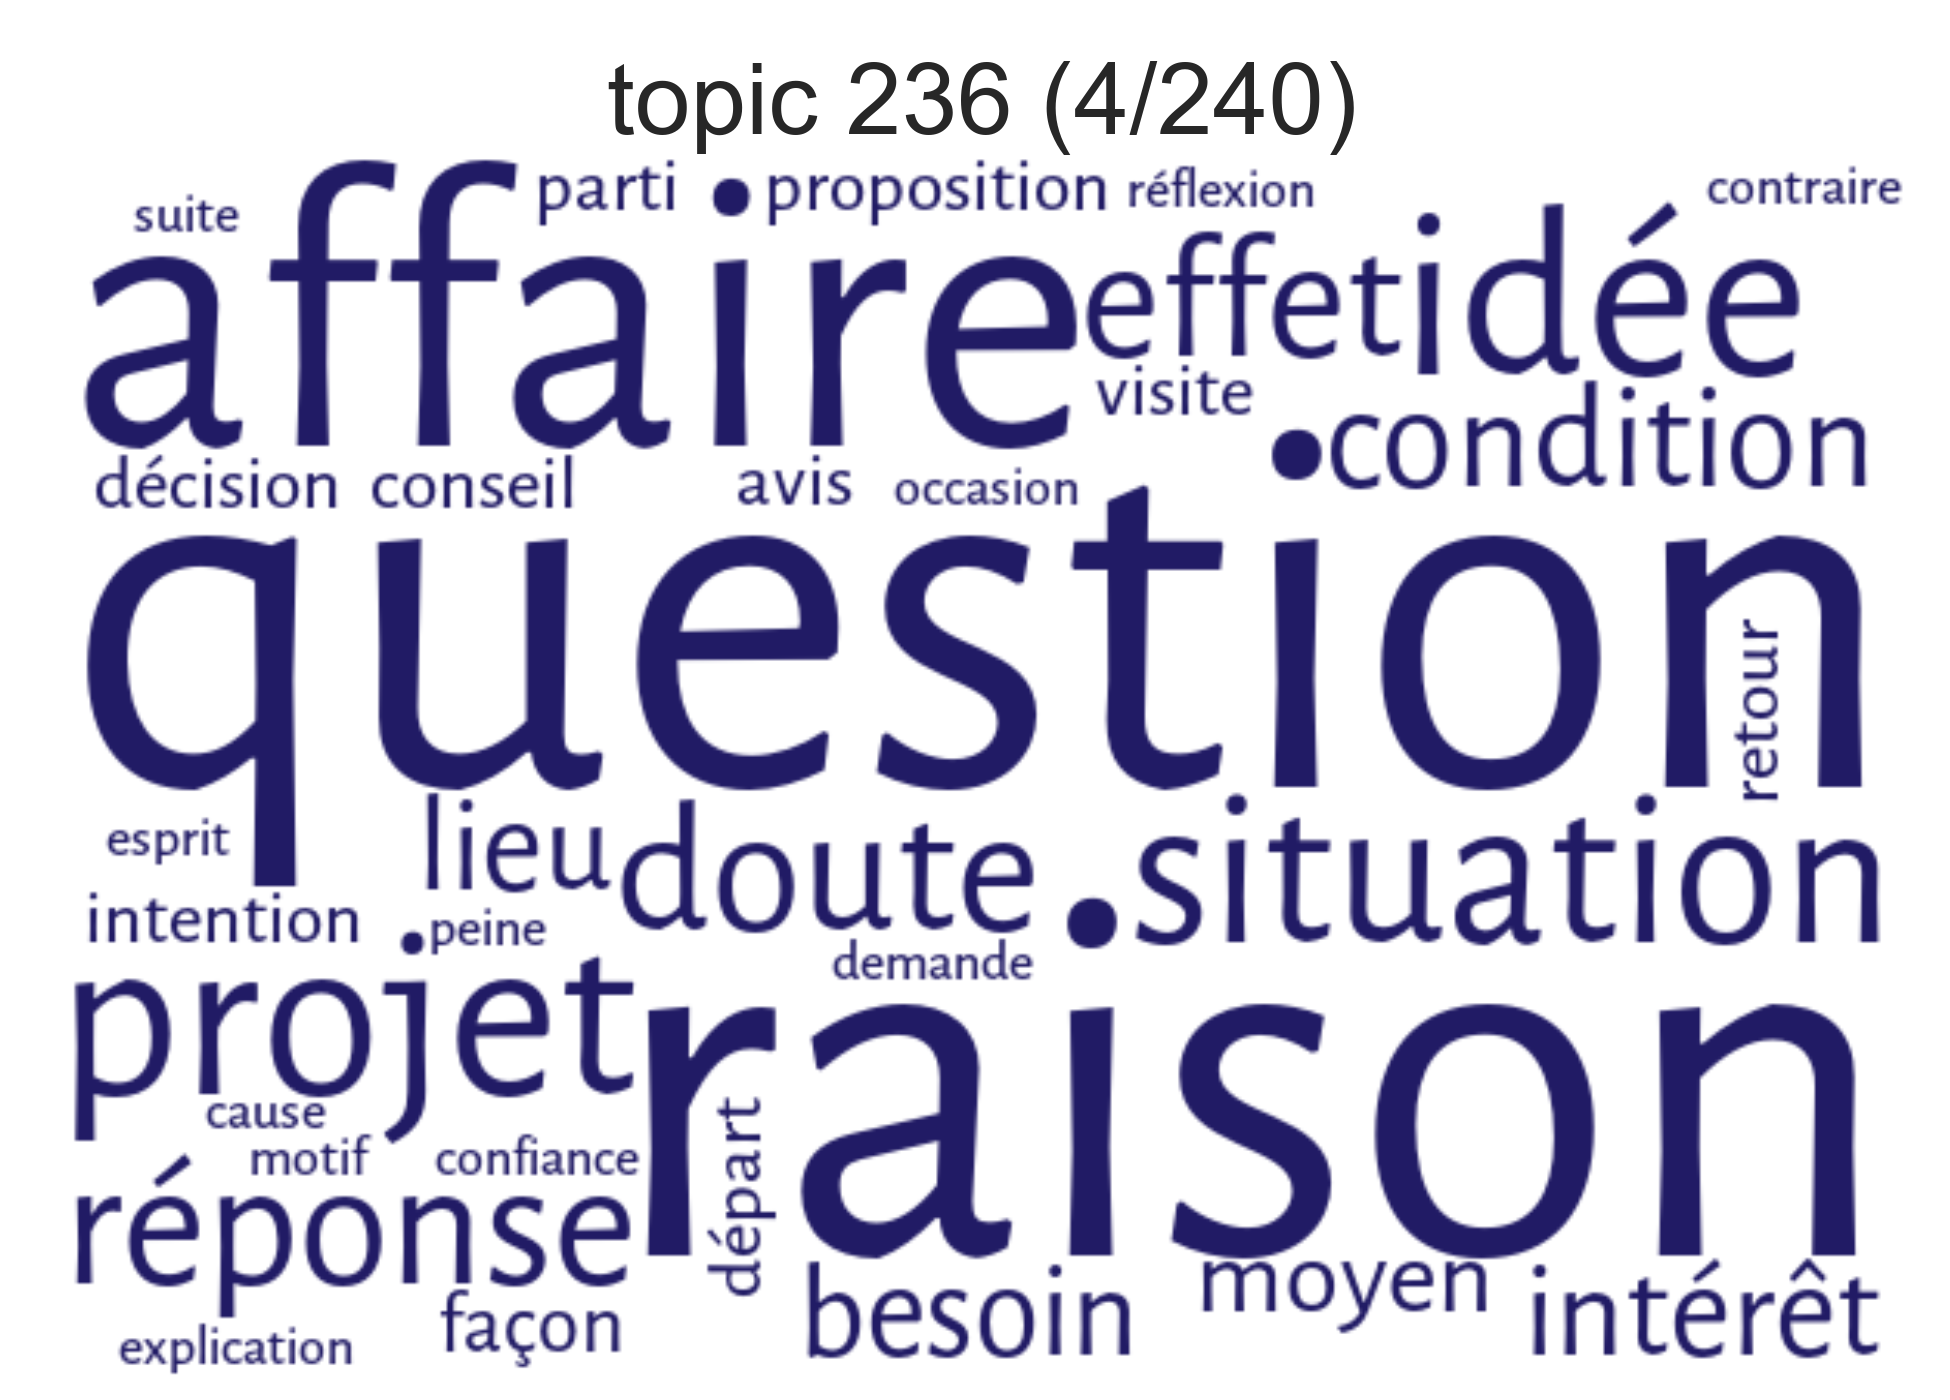 topic 236 (4/240)
suite
parti
proposition
réflexion
contraire
affaire
effet
idée
visite
condition
décision
conseil
avis
occasion
question
retour
esprit
lieu
doute
situation
intention
peine
demande
projet
raison
cause
motif
confiance
départ
réponse
besoin
moyen
intérêt
explication
façon